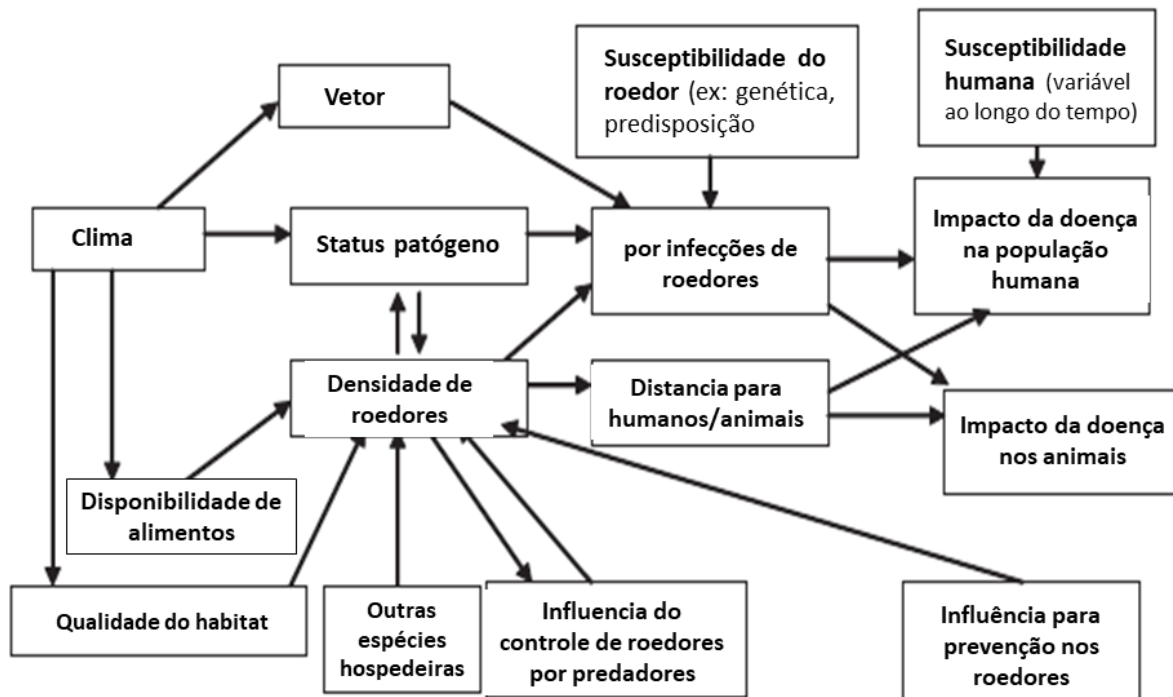 Susceptibilidade do
roedor (ex: genética,
predisposição
Susceptibilidade
humana (variável
ao longo do tempo)
Vetor
Clima
Status patógeno
por infecções de
roedores
Impacto da doença
na população
humana
Densidade de
roedores
Distancia para
humanos/animais
Impacto da doença
nos animais
Disponibilidade de
alimentos
Qualidade do habitat
Outras
espécies
hospedeiras
Influencia do
controle de roedores
por predadores
Influência para
prevenção nos
roedores